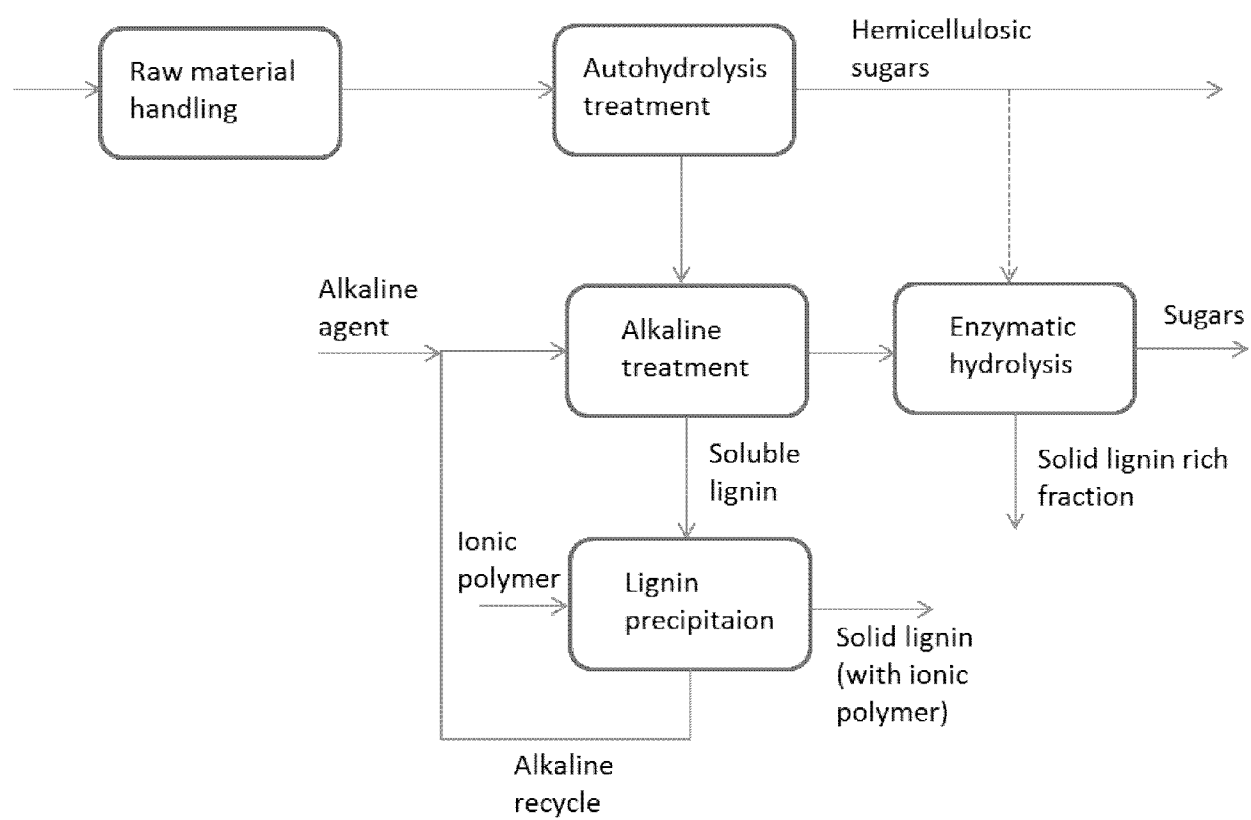 Raw material
handling
Autohydrolysis
treatment
Hemicellulosic
sugars
Alkaline
agent
Alkaline
treatment
Enzymatic
hydrolysis
Sugars
Soluble
lignin
Solid lignin rich
fraction
Ionic
polymer
Lignin
precipitaion
Solid lignin
(with ionic
polymer)
Alkaline
recycle